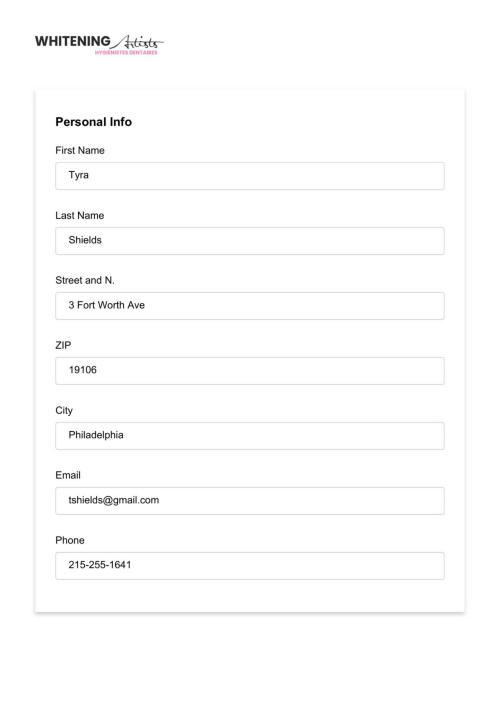 WHITENING Artists
HYGIÉNISTES DENTAIRES
Personal Info
First Name
Tyra
Last Name
Shields
Street and N.
3 Fort Worth Ave
ZIP
19106
City
Philadelphia
Email
tshields@gmail.com
Phone
215-255-1641